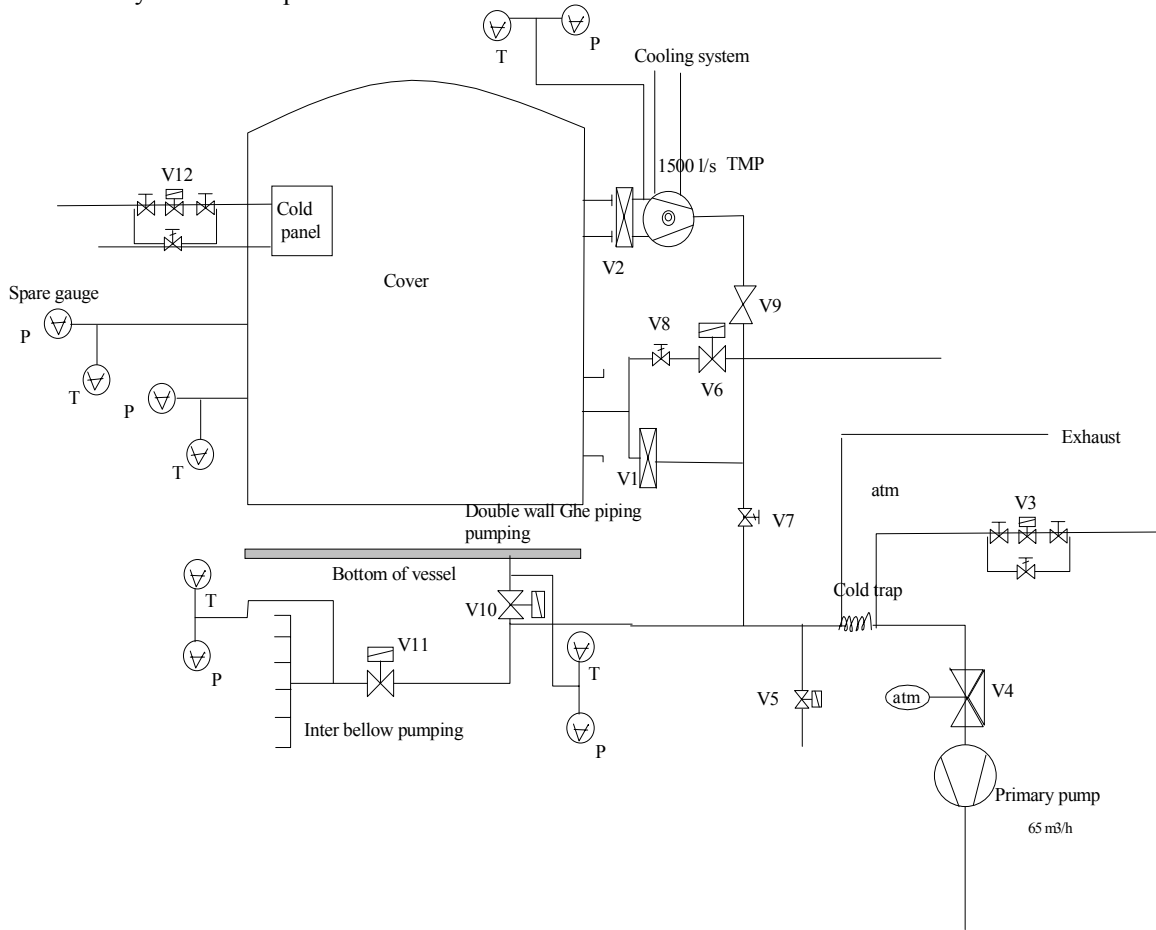 T
P
Cooling system
1500 l/s TMP
V12
Cold
panel
V2
Cover
Spare gauge
P
V9
V8
T
P
V6
T
V1
Exhaust
atm
V3
Double wall Ghe piping
pumping
V7
Bottom of vessel
Cold trap
T
V10
P
V11
T
V5
atm
V4
Inter bellow pumping
P
Primary pump
65 m3/h